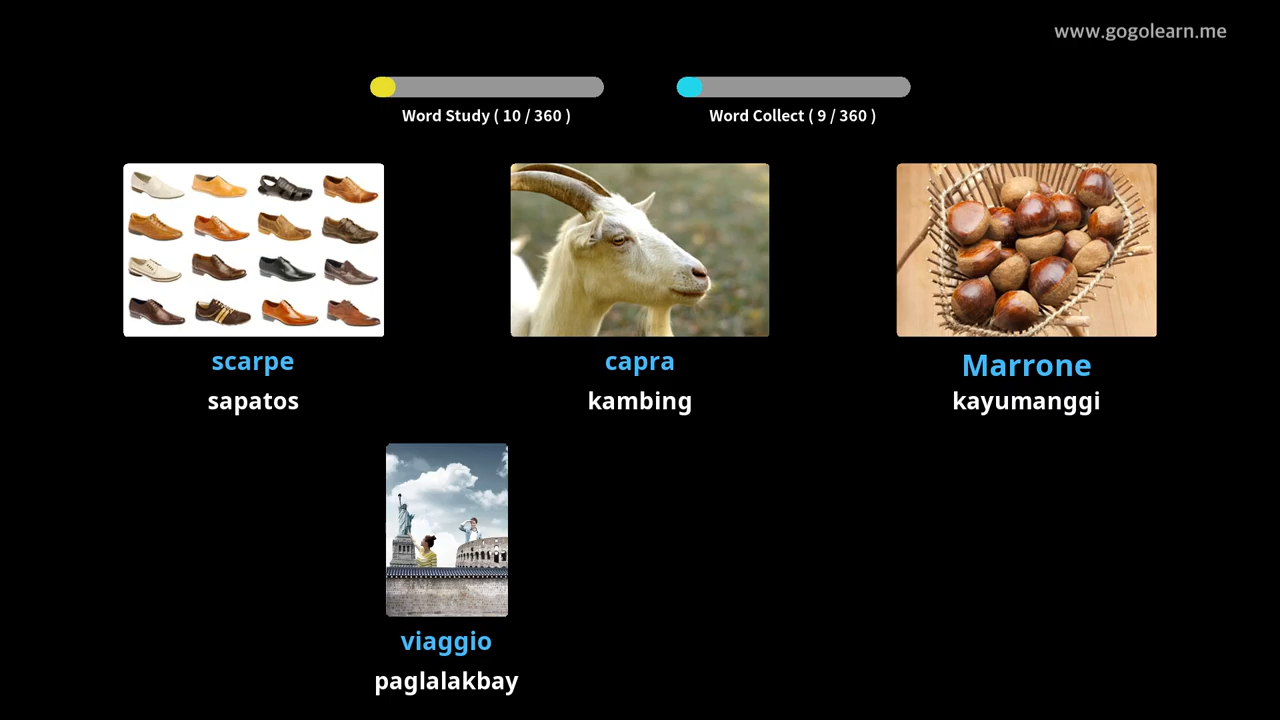 www.gogolearn.me
Word Study ( 10 / 360 )
Word Collect ( 9 / 360 )
scarpe
sapatos
capra
kambing
Marrone
kayumanggi
viaggio
paglalakbay